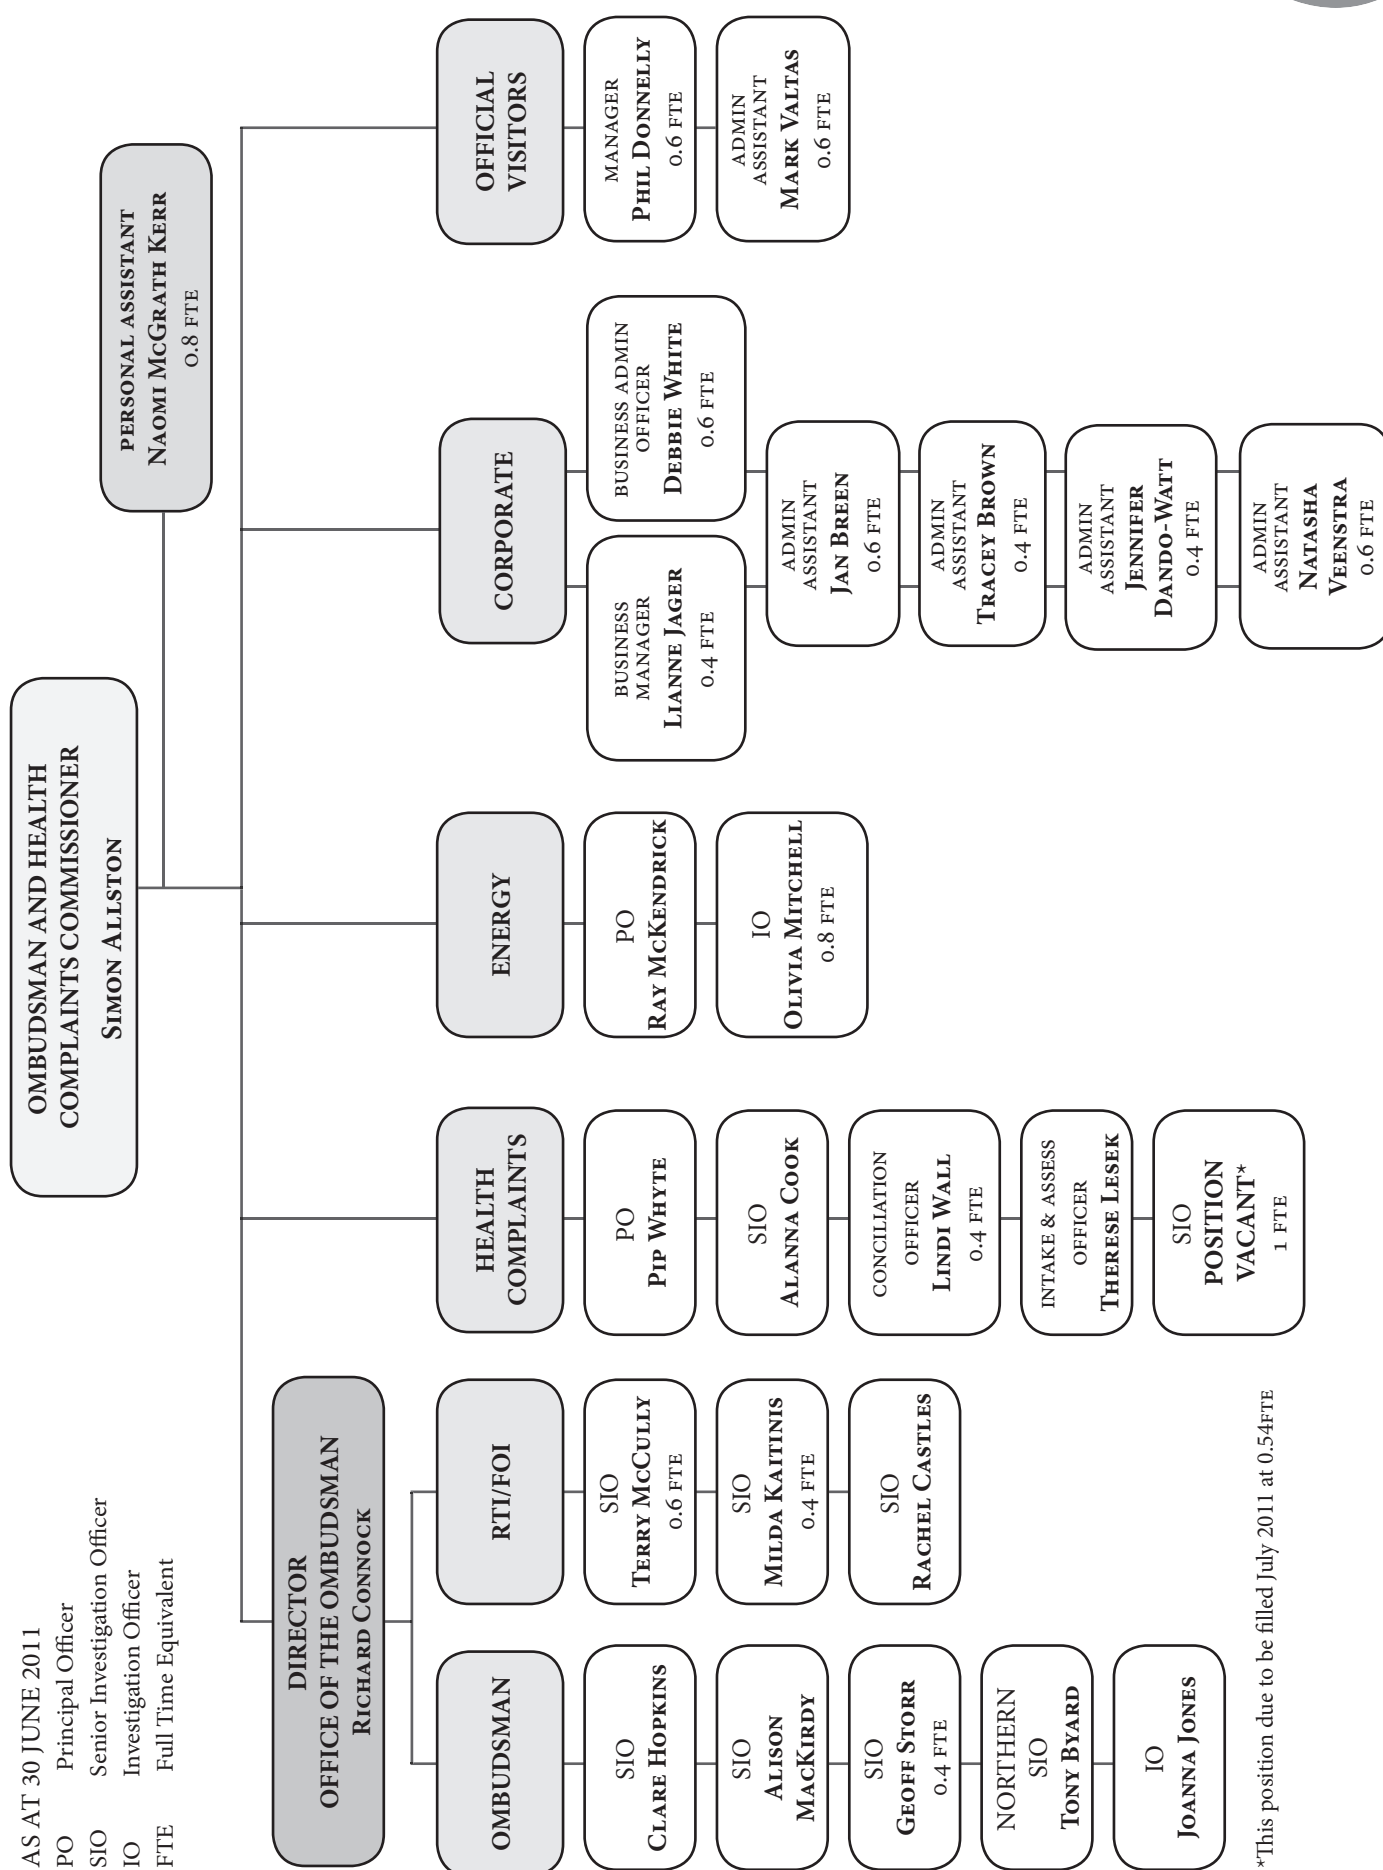 AS AT 30 JUNE 2011
PO Principal Officer
SIO Senior Investigation Officer
IO Investigation Officer
FTE Full Time Equivalent
OMBUDSMAN AND HEALTH
COMPLAINTS COMMISSIONER
SIMON ALLSTON
PERSONAL ASSISTANT
NAOMI MCGRATH KERR
0.8 FTE
DIRECTOR
OFFICE OF THE OMBUDSMAN
RICHARD CONNOCK
OMBUDSMAN
SIO
CLARE HOPKINS
SIO
ALISON
MACKIRDY
SIO
GEOFF STORR
0.4 FTE
NORTHERN
SIO
TONY BYARD
IO
JOANNA JONES
RTI/FOI
SIO
TERRY MCCULLY
0.6 FTE
SIO
MILDA KAITINIS
0.4 FTE
SIO
RACHEL CASTLES
HEALTH
COMPLAINTS
PO
PIP WHYTE
SIO
ALANNA COOK
CONCILIATION
OFFICER
LINDI WALL
0.4 FTE
INTAKE & ASSESS
OFFICER
THERESE LESEK
SIO
POSITION
VACANT*
1 FTE
ENERGY
PO
RAY MCKENDRICK
IO
OLIVIA MITCHELL
0.8 FTE
CORPORATE
BUSINESS
MANAGER
LIANNE JAGER
0.4 FTE
BUSINESS ADMIN
OFFICER
DEBBIE WHITE
0.6 FTE
ADMIN
ASSISTANT
JAN BREEN
0.6 FTE
ADMIN
ASSISTANT
TRACEY BROWN
0.4 FTE
ADMIN
ASSISTANT
JENNIFER
DANDO-WATT
0.4 FTE
ADMIN
ASSISTANT
NATASHA
VEENSTRA
0.6 FTE
OFFICIAL
VISITORS
MANAGER
PHIL DONNELLY
0.6 FTE
ADMIN
ASSISTANT
MARK VALTAS
0.6 FTE
*This position due to be filled July 2011 at 0.54FTE